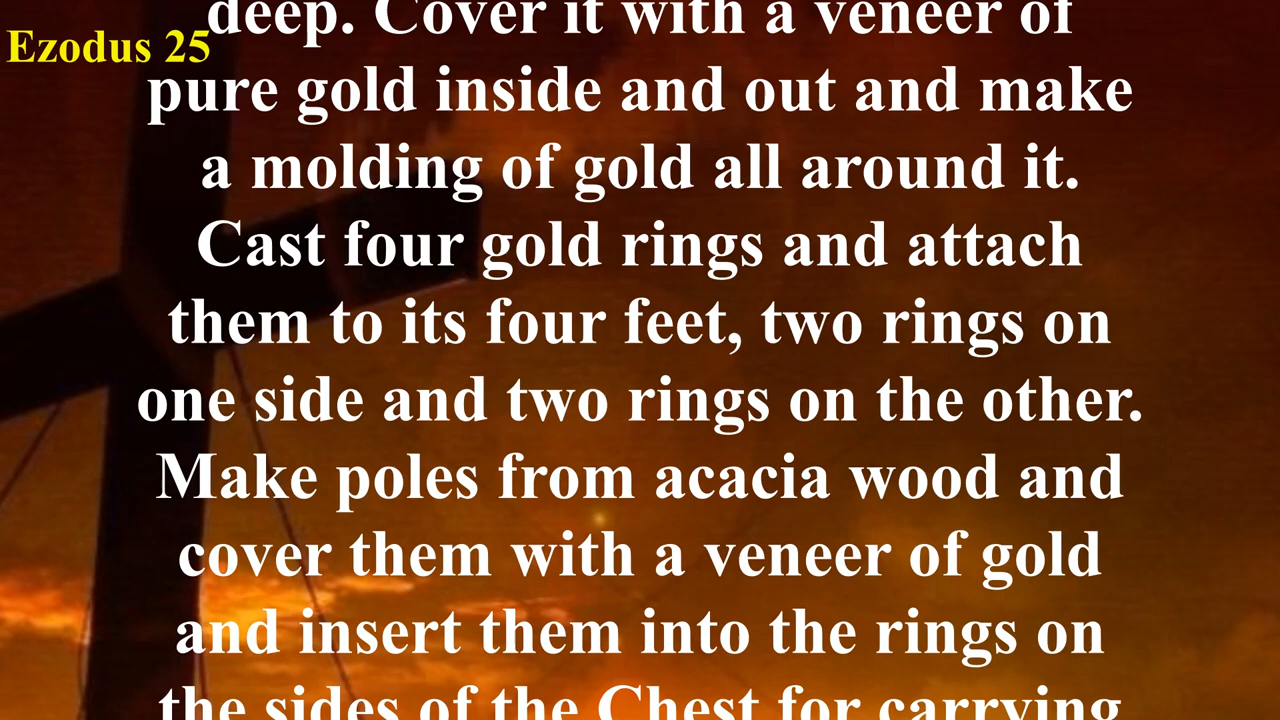 Ezodus 25
deep. Cover it with a veneer of
pure gold inside and out and make
a molding of gold all around it.
Cast four gold rings and attach
them to its four feet, two rings on
one side and two rings on the other.
Make poles from acacia wood and
cover them with a veneer of gold
and insert them into the rings on
the sides of the Chest for carrying